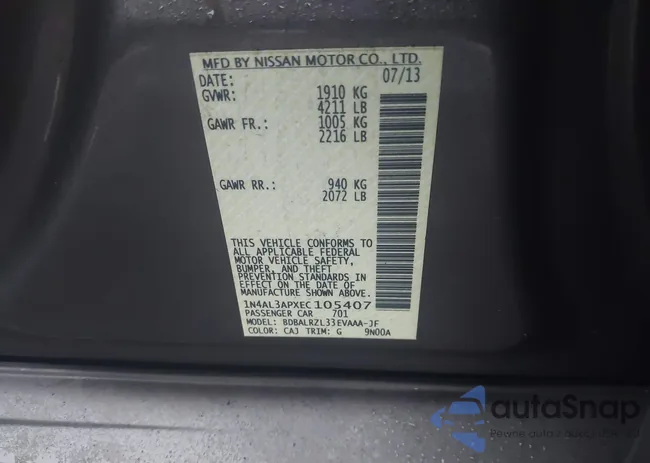 MFD BY NISSAN MOTOR CO., LTD.
DATE: 07/13
GVWR: 1910 KG
4211 LB
GAWR FR.: 1005 KG
2216 LB
GAWR RR.: 940 KG
2072 LB
THIS VEHICLE CONFORMS TO
ALL APPLICABLE FEDERAL
MOTOR VEHICLE SAFETY,
BUMPER, AND THEFT
PREVENTION STANDARDS IN
EFFECT ON THE DATE OF
MANUFACTURE SHOWN ABOVE.
1N4AL3APXEC105407
PASSENGER CAR 701
MODEL: BDBALRZL33EVAAA-JF
COLOR: CAJ TRIM: G 9N00A
autoSnap
Pewne auto z